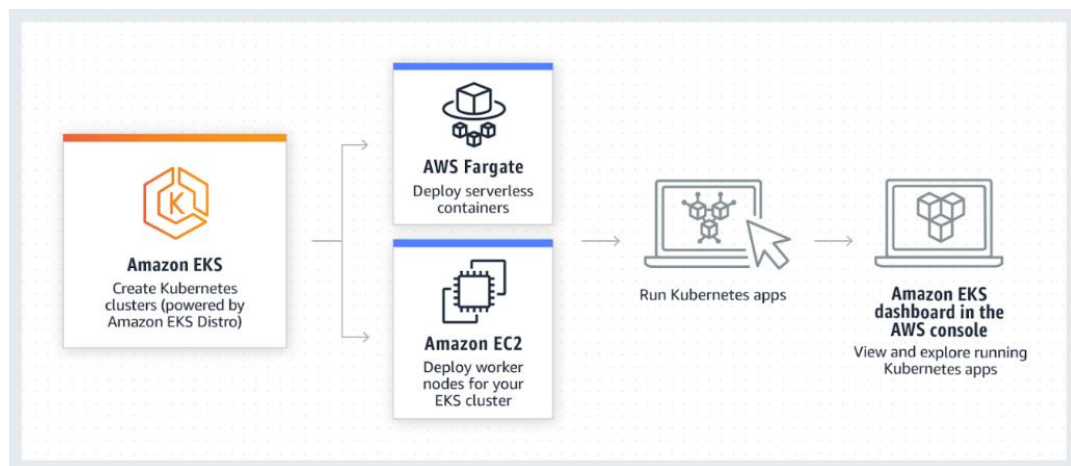 K
Amazon EKS
Create Kubernetes
clusters (powered by
Amazon EKS Distro)
AWS Fargate
Deploy serverless
containers
Amazon EC2
Deploy worker
nodes for your
EKS cluster
Run Kubernetes apps
Amazon EKS
dashboard in the
AWS console
View and explore running
Kubernetes apps